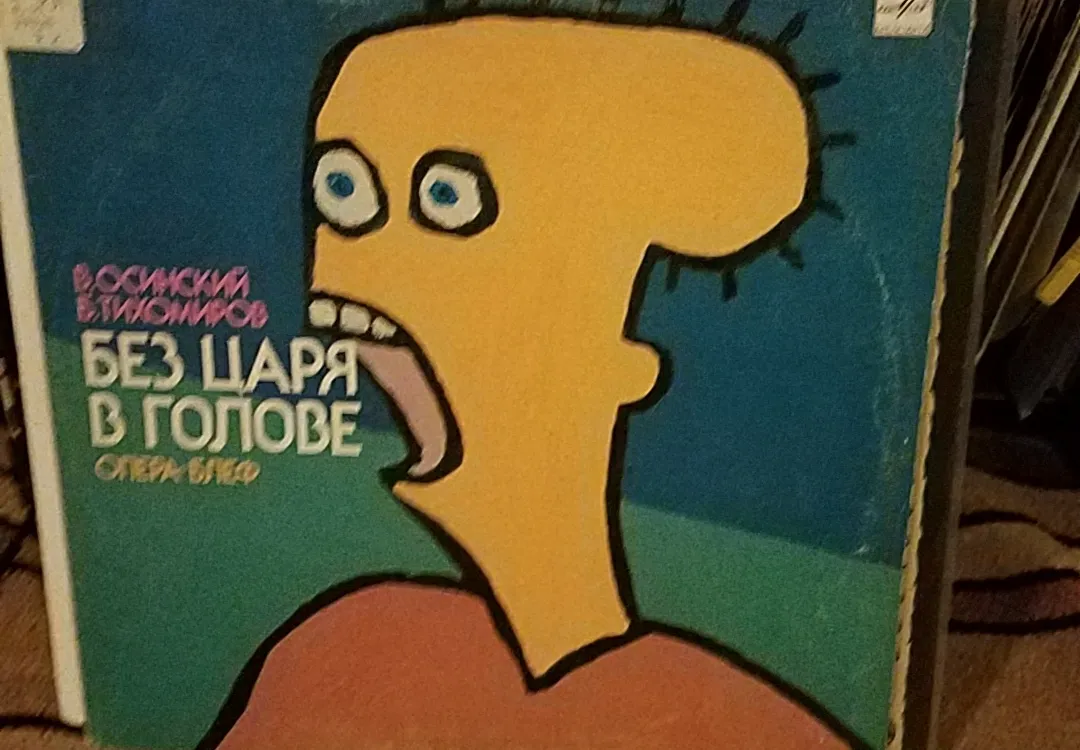 В. ОСИНСКИЙ
В. ТИХОМИРОВ
БЕЗ ЦАРЯ
В ГОЛОВЕ
ОПЕРА-БЛЕФ